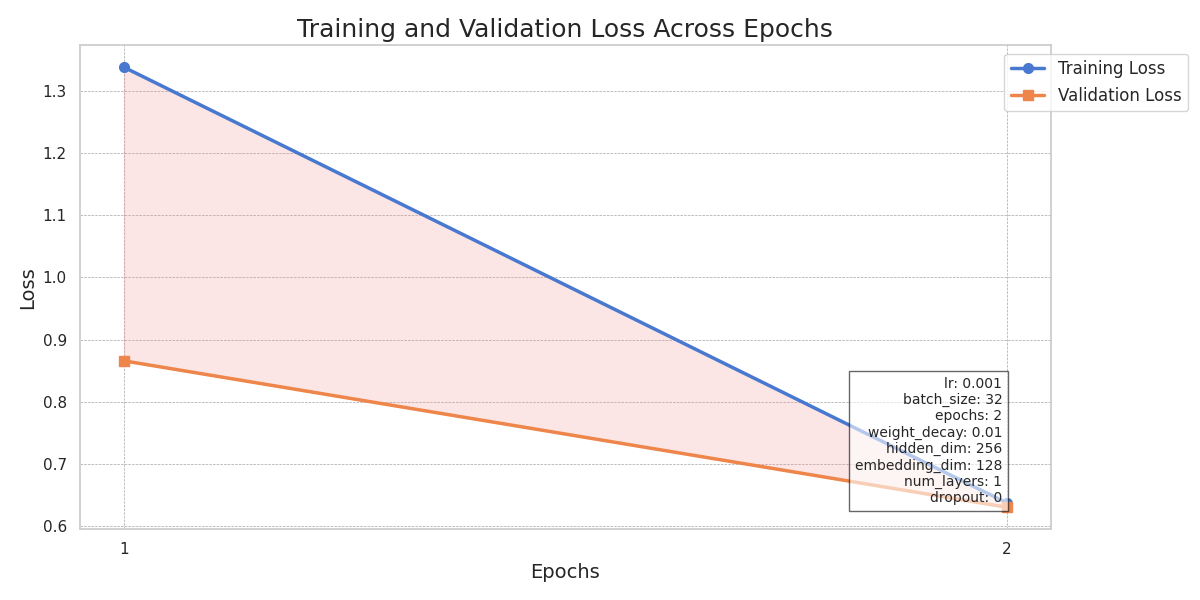 Training and Validation Loss Across Epochs
Training Loss
Validation Loss
Loss
1.3
1.2
1.1
1.0
0.9
0.8
0.7
0.6
lr: 0.001
batch_size: 32
epochs: 2
weight_decay: 0.01
hidden_dim: 256
embedding_dim: 128
num_layers: 1
dropout: 0
1
2
Epochs